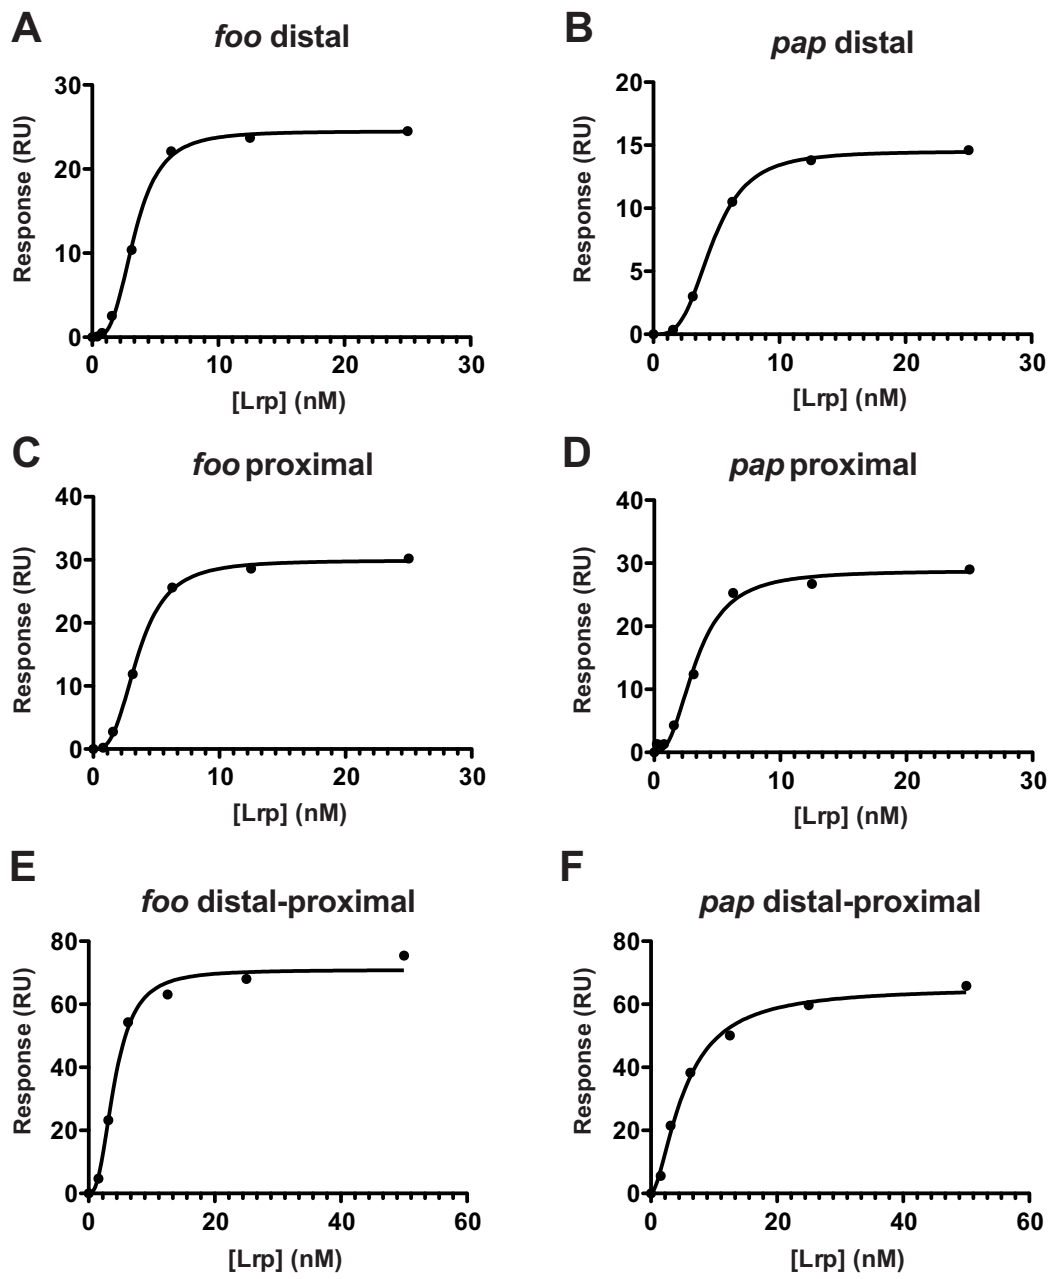 A
foo distal
Response (RU)
30
20
10
0
0 10 20 30
[Lrp] (nM)
B
pap distal
Response (RU)
20
15
10
5
0
0 10 20 30
[Lrp] (nM)
C
foo proximal
Response (RU)
40
30
20
10
0
0 10 20 30
[Lrp] (nM)
D
pap proximal
Response (RU)
40
30
20
10
0
0 10 20 30
[Lrp] (nM)
E
foo distal-proximal
Response (RU)
80
60
40
20
0
0 20 40 60
[Lrp] (nM)
F
pap distal-proximal
Response (RU)
80
60
40
20
0
0 20 40 60
[Lrp] (nM)